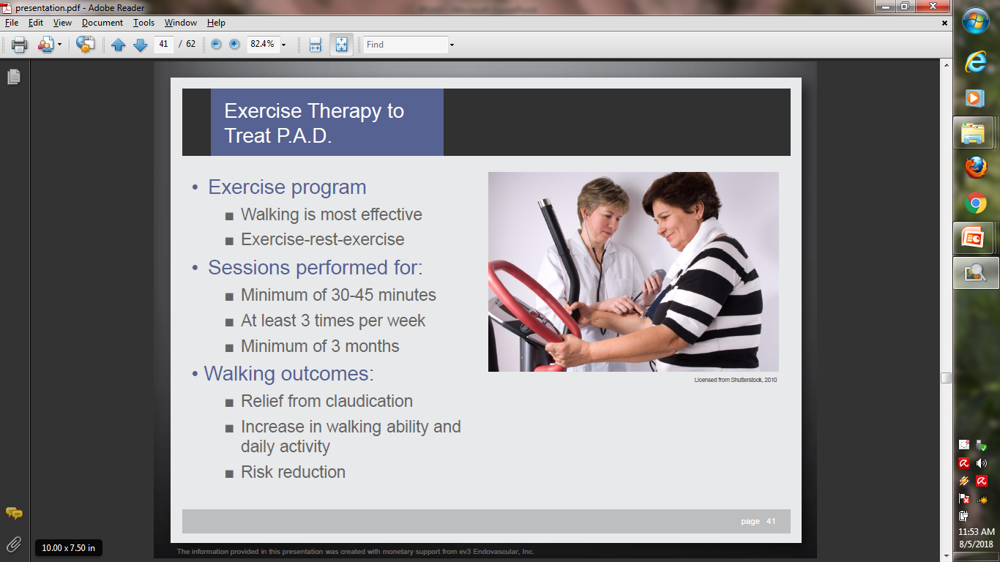 presentation.pdf - Adobe Reader
File Edit View Document Tools Window Help
41 / 62 82.4% Find
Exercise Therapy to
Treat P.A.D.
• Exercise program
■ Walking is most effective
■ Exercise-rest-exercise
• Sessions performed for:
■ Minimum of 30-45 minutes
■ At least 3 times per week
■ Minimum of 3 months
• Walking outcomes:
■ Relief from claudication
■ Increase in walking ability and
daily activity
■ Risk reduction
Licensed from Shutterstock, 2010
page 41
10.00 x 7.50 in
The information provided in this presentation was created with monetary support from ev3 Endovascular, Inc.
11:53 AM
8/5/2018